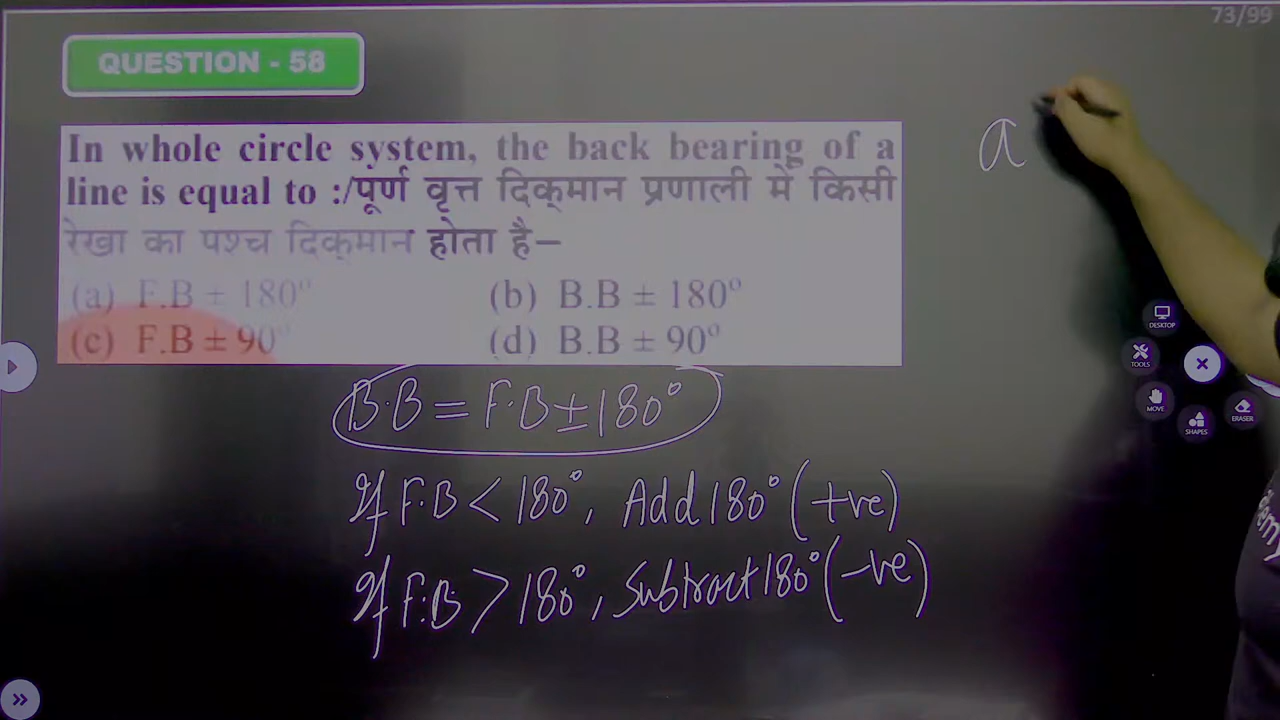 73/99
QUESTION - 58
In whole circle system, the back bearing of a
line is equal to :/पूर्ण वृत्त दिक्मान प्रणाली में किसी
रेखा का पश्च दिक्मान होता है–
(a) F.B ± 180° (b) B.B ± 180°
(c) F.B ± 90° (d) B.B ± 90°
B.B = F.B ± 180°
If F.B < 180°, Add 180° (+ve)
If F.B. > 180°, Subtract 180° (-ve)
a
DESKTOP
TOOLS
MOVE
SHAPES
ERASER